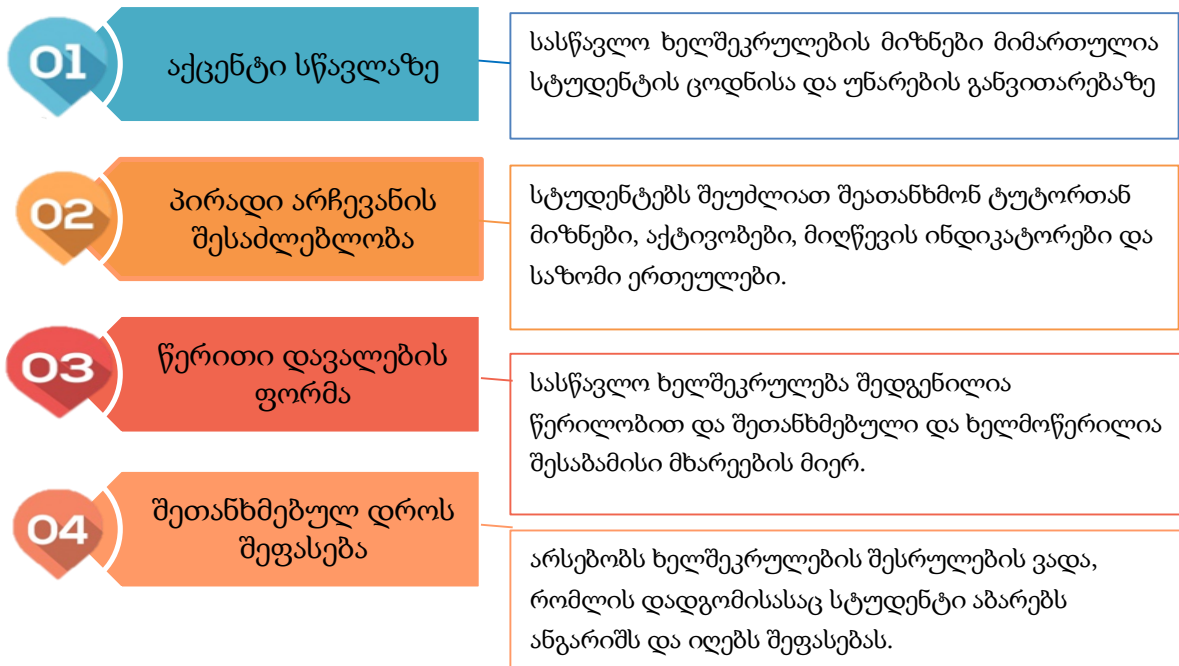 01
აქცენტი სწავლაზე
სასწავლო ხელშეკრულების მიზნები მიმართულია
სტუდენტის ცოდნისა და უნარების განვითარებაზე
02
პირადი არჩევანის
შესაძლებლობა
სტუდენტებს შეუძლიათ შეათანხმონ ტუტორთან
მიზნები, აქტივობები, მიღწევის ინდიკატორები და
საზომი ერთეულები.
03
წერითი დავალების
ფორმა
სასწავლო ხელშეკრულება შედგენილია
წერილობით და შეთანხმებული და ხელმოწერილია
შესაბამისი მხარეების მიერ.
04
შეთანხმებულ დროს
შეფასება
არსებობს ხელშეკრულების შესრულების ვადა,
რომლის დადგომისასაც სტუდენტი აბარებს
ანგარიშს და იღებს შეფასებას.